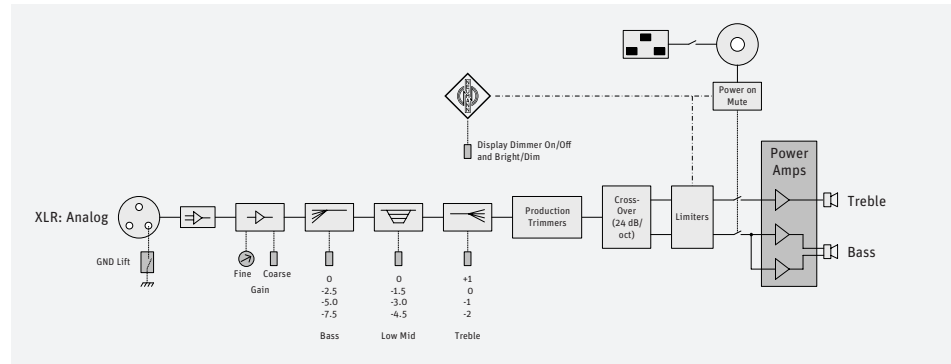 Power on
Mute
Display Dimmer On/Off
and Bright/Dim
Power
Amps
XLR: Analog
Production
Trimmers
Cross-
Over
(24 dB/
oct)
Limiters
Treble
Bass
GND Lift
Fine
Coarse
Gain
0
-2.5
-5.0
-7.5
Bass
0
-1.5
-3.0
-4.5
Low Mid
+1
0
-1
-2
Treble